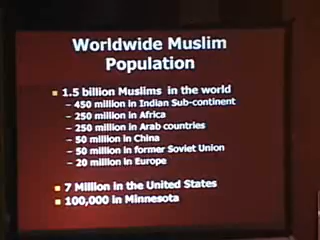 Worldwide Muslim
Population
1.5 billion Muslims in the world
– 450 million in Indian Sub-continent
– 250 million in Africa
– 250 million in Arab countries
– 50 million in China
– 50 million in former Soviet Union
– 20 million in Europe
7 Million in the United States
100,000 in Minnesota